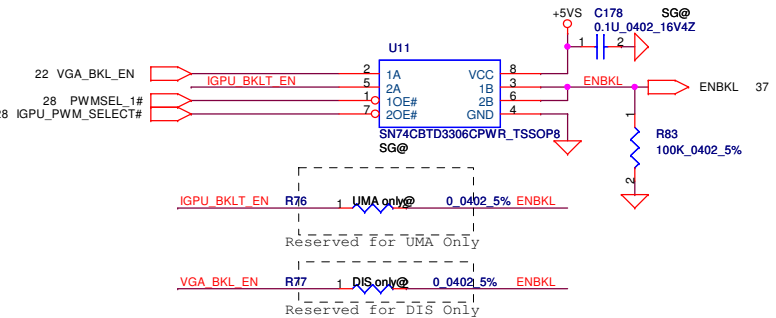 +5VS C178 SG@
0.1U_0402_16V4Z
1 2
U11
22 VGA_BKL_EN 2 1A VCC 8
IGPU_BKLT_EN 5 2A 1B 3 ENBKL ENBKL 37
28 PWMSEL_1# 1 1OE# 2B 6
28 IGPU_PWM_SELECT# 7 2OE# GND 4
SN74CBTD3306CPWR_TSSOP8
SG@
1
R83
100K_0402_5%
2
IGPU_BKLT_EN R76 1 UMA only@ 2 0_0402_5% ENBKL
Reserved for UMA Only
VGA_BKL_EN R77 1 DIS only@ 2 0_0402_5% ENBKL
Reserved for DIS Only